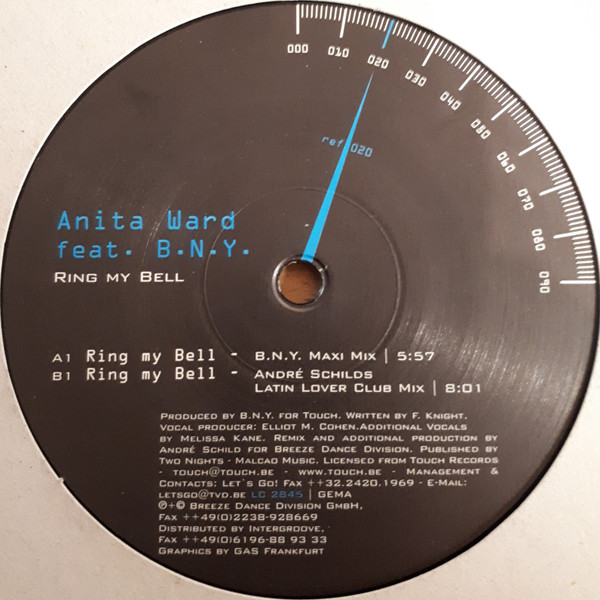 000 010 020 030 040 080 060 070 080 060
ref 020
Anita Ward
feat. B.N.Y.
Ring my Bell
A1 Ring my Bell - B.N.Y. Maxi Mix | 5:57
B1 Ring my Bell - André Schilds
Latin Lover Club Mix | 8:01
Produced by B.N.Y. for Touch. Written by F. Knight.
Vocal producer: Elliot M. Cohen.Additional Vocals
by Melissa Kane. Remix and additional production by
André Schild for Breeze Dance Division. Published by
Two Nights - Malcao Music. Licensed from Touch Records
- touch@touch.be - www.touch.be - Management &
Contacts: Let`s Go! Fax ++32.2420.1969 - E-Mail:
letsgo@tvd.be LC 2845 | GEMA
℗+© Breeze Dance Division GmbH,
Fax ++49(0)2238-928669
Distributed by Intergroove,
Fax ++49(0)6196-88 93 33
Graphics by GAS Frankfurt